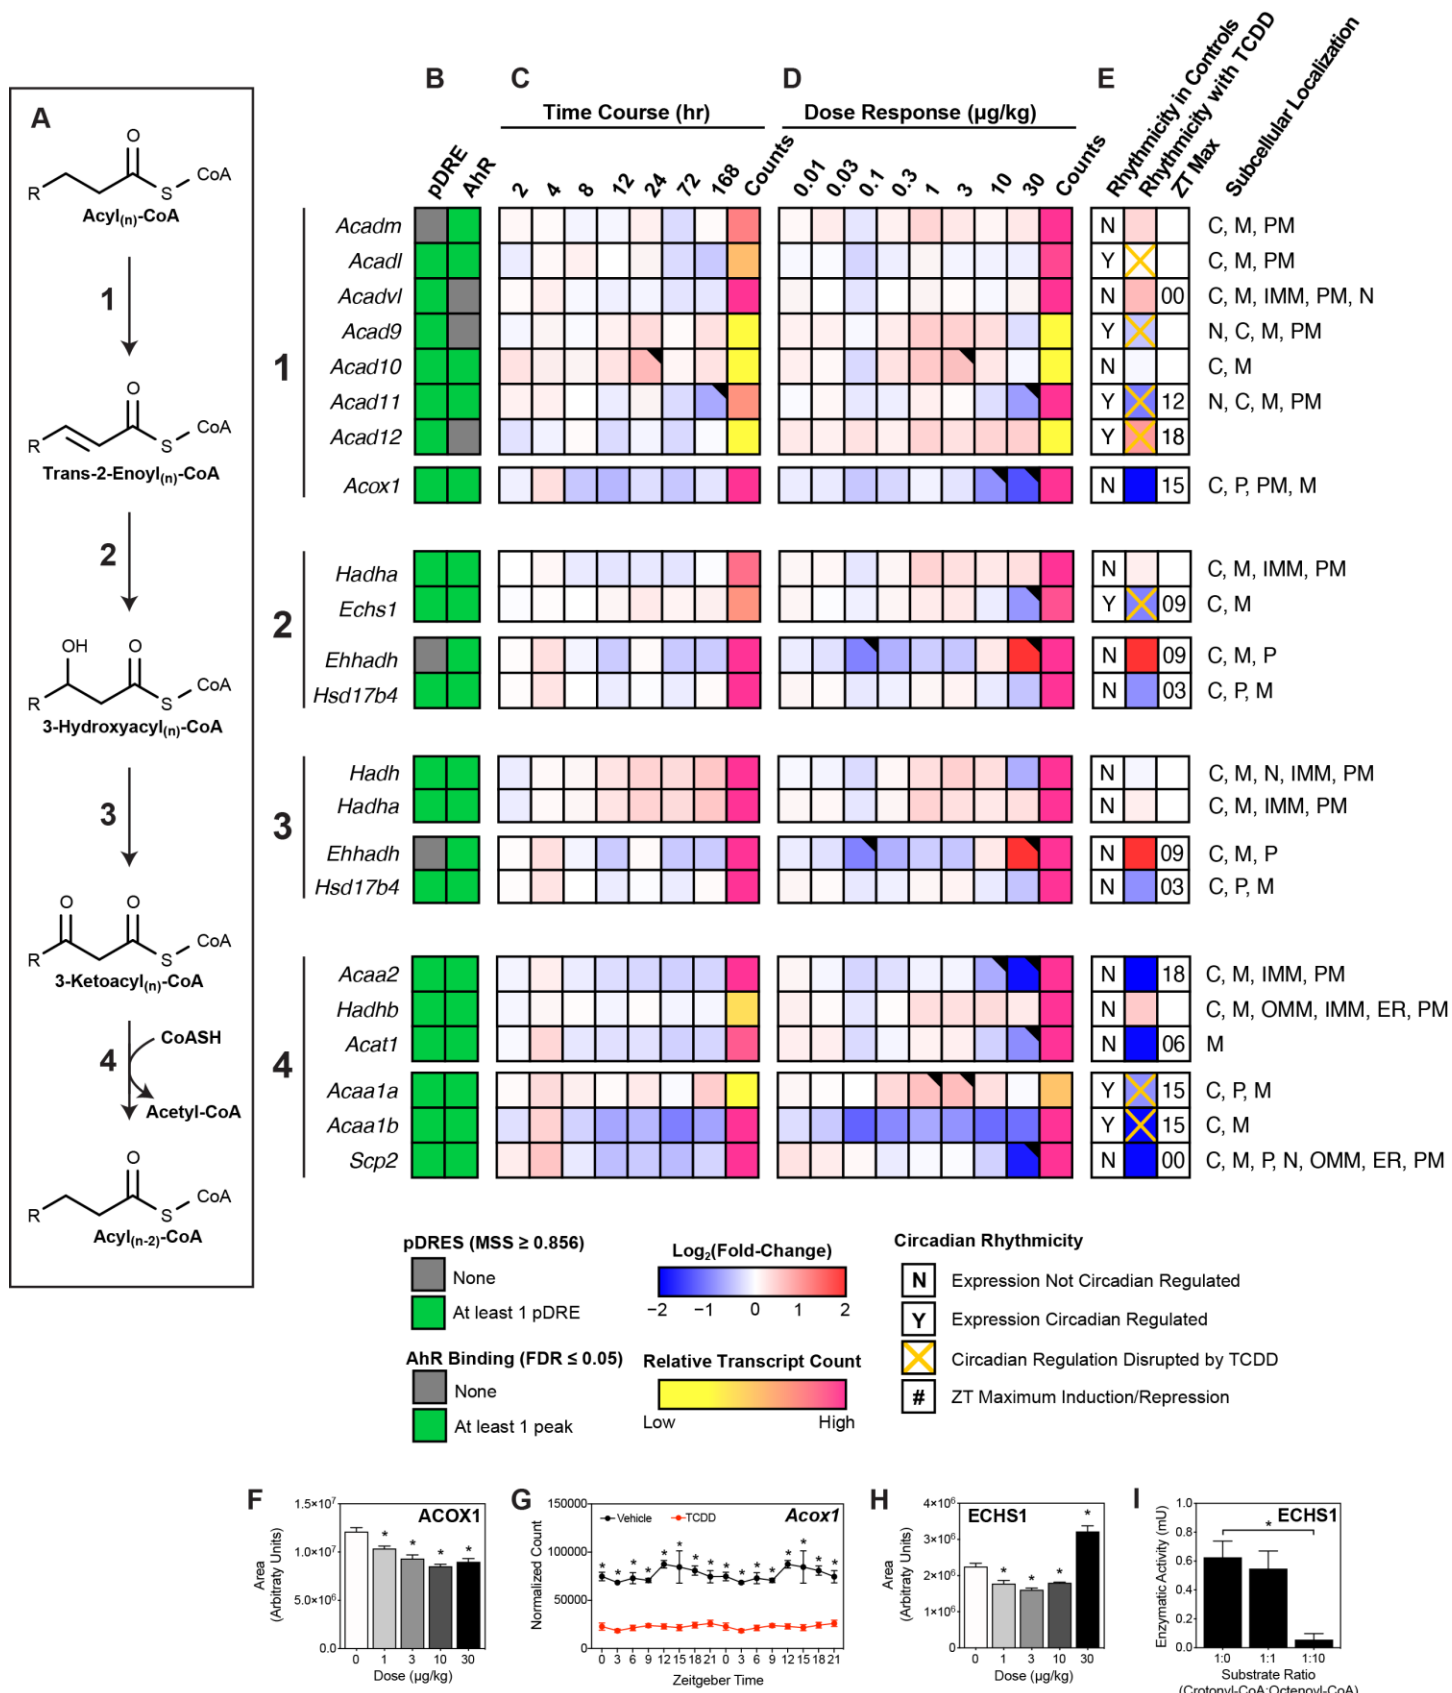 A
O
R
S
CoA
Acyl(n)-CoA
1
O
R
S
CoA
Trans-2-Enoyl(n)-CoA
2
OH
O
R
S
CoA
3-Hydroxyacyl(n)-CoA
3
O
O
R
S
CoA
3-Ketoacyl(n)-CoA
4
CoASH
Acetyl-CoA
O
R
S
CoA
Acyl(n-2)-CoA
B
C
D
E
pDRE
AhR
Time Course (hr)
2 4 8 12 24 72 168 Counts
Dose Response (µg/kg)
0.01 0.03 0.1 0.3 1 3 10 30 Counts
Rhythmicity in Controls
Rhythmicity with TCDD
ZT Max
Subcellular Localization
1
Acadm N C, M, PM
Acadl Y C, M, PM
Acadvl N 00 C, M, IMM, PM, N
Acad9 Y N, C, M, PM
Acad10 N C, M
Acad11 Y 12 N, C, M, PM
Acad12 Y 18
Acox1 N 15 C, P, PM, M
2
Hadha N C, M, IMM, PM
Echs1 Y 09 C, M
Ehhadh N 09 C, M, P
Hsd17b4 N 03 C, P, M
3
Hadh N C, M, N, IMM, PM
Hadha N C, M, IMM, PM
Ehhadh N 09 C, M, P
Hsd17b4 N 03 C, P, M
4
Acaa2 N 18 C, M, IMM, PM
Hadhb N C, M, OMM, IMM, ER, PM
Acat1 N 06 M
Acaa1a Y 15 C, P, M
Acaa1b Y 15 C, M
Scp2 N 00 C, M, P, N, OMM, ER, PM
pDRES (MSS ≥ 0.856)
None
At least 1 pDRE
AhR Binding (FDR ≤ 0.05)
None
At least 1 peak
Log2(Fold-Change)
−2 −1 0 1 2
Relative Transcript Count
Low High
Circadian Rhythmicity
N Expression Not Circadian Regulated
Y Expression Circadian Regulated
Circadian Regulation Disrupted by TCDD
# ZT Maximum Induction/Repression
F
ACOX1
Area
(Arbitraty Units)
1.5×10⁷
1.0×10⁷
5.0×10⁶
0.0
* * * *
0 1 3 10 30
Dose (µg/kg)
G
Acox1
Vehicle TCDD
Normalized Count
150000
100000
50000
0
* * * * * * * * * * * * * * * *
0 3 6 9 12 15 18 21 0 3 6 9 12 15 18 21
Zeitgeber Time
H
ECHS1
Area
(Arbitraty Units)
4×10⁶
3×10⁶
2×10⁶
1×10⁶
0
* * * *
0 1 3 10 30
Dose (µg/kg)
I
ECHS1
Enzymatic Activity (mU)
1.0
0.8
0.6
0.4
0.2
0.0
*
1:0 1:1 1:10
Substrate Ratio
(Crotonyl-CoA:Octenoyl-CoA)